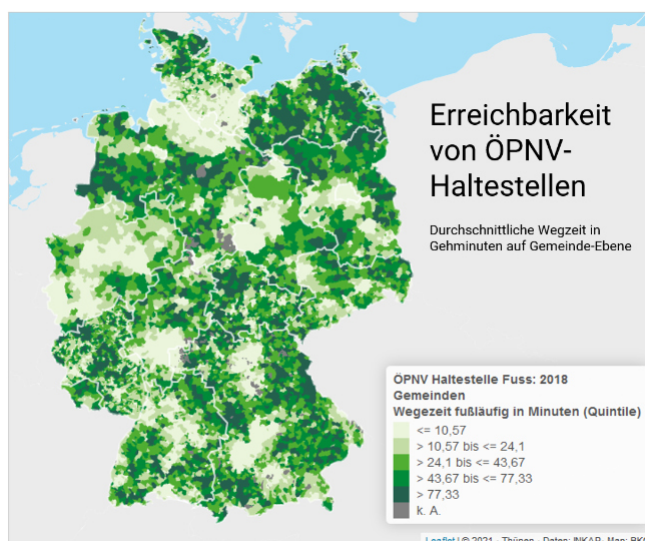 Erreichbarkeit
von ÖPNV-
Haltestellen
Durchschnittliche Wegzeit in
Gehminuten auf Gemeinde-Ebene
ÖPNV Haltestelle Fuss: 2018
Gemeinden
Wegezeit fußläufig in Minuten (Quintile)
<= 10,57
> 10,57 bis <= 24,1
> 24,1 bis <= 43,67
> 43,67 bis <= 77,33
> 77,33
k. A.
Leaflet | © 2021 - Thünen - Daten: INKAR- Map: BKG